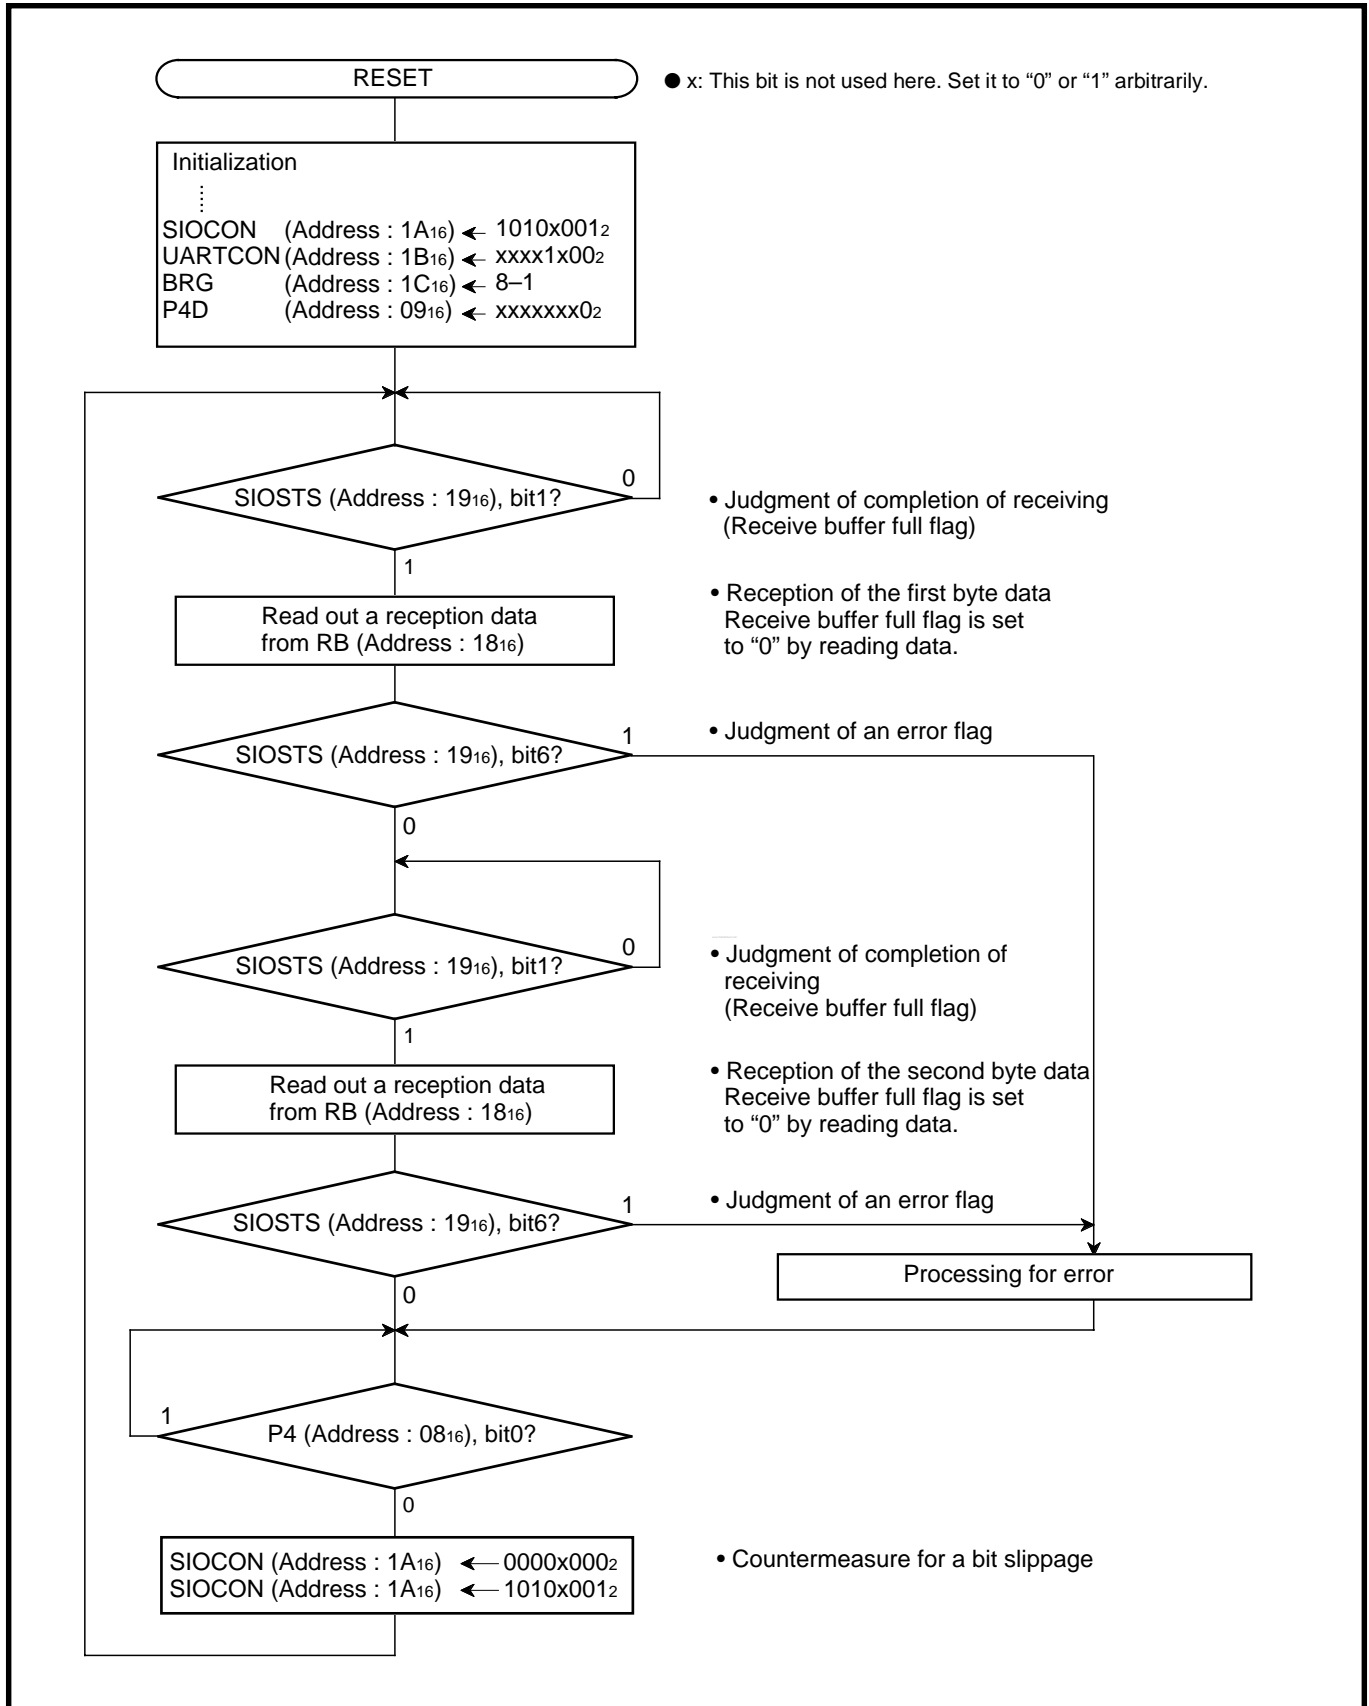 RESET
● x: This bit is not used here. Set it to “0” or “1” arbitrarily.
Initialization
SIOCON (Address : 1A16) ← 1010x0012
UARTCON (Address : 1B16) ← xxxx1x002
BRG (Address : 1C16) ← 8–1
P4D (Address : 0916) ← xxxxxxx02
SIOSTS (Address : 1916), bit1?
0
1
• Judgment of completion of receiving
(Receive buffer full flag)
Read out a reception data
from RB (Address : 1816)
• Reception of the first byte data
Receive buffer full flag is set
to “0” by reading data.
SIOSTS (Address : 1916), bit6?
1
0
• Judgment of an error flag
SIOSTS (Address : 1916), bit1?
0
1
• Judgment of completion of
receiving
(Receive buffer full flag)
Read out a reception data
from RB (Address : 1816)
• Reception of the second byte data
Receive buffer full flag is set
to “0” by reading data.
SIOSTS (Address : 1916), bit6?
1
0
• Judgment of an error flag
Processing for error
P4 (Address : 0816), bit0?
1
0
SIOCON (Address : 1A16) ← 0000x0002
SIOCON (Address : 1A16) ← 1010x0012
• Countermeasure for a bit slippage